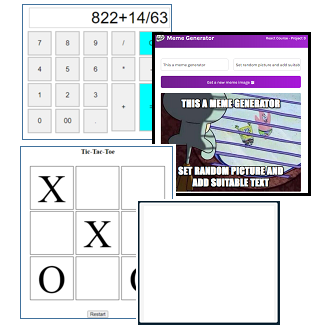 822+14/63
7 8 9 /
4 5 6 *
1 2 3
+
0 00 .
Meme Generator
React Course - Project 3
This a meme generator
Set random picture and add suitabl
Get a new meme image
THIS A MEME GENERATOR
SET RANDOM PICTURE AND
ADD SUITABLE TEXT
Tic-Tac-Toe
X
X
O
Restart